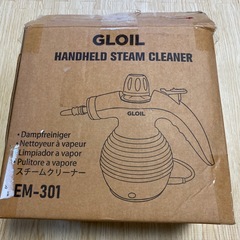 GLOIL
HANDHELD STEAM CLEANER
• Dampfreiniger
• Nettoyeur à vapeur
• Limpiador a vapor
• Pulitore a vapore
スチームクリーナー
EM-301